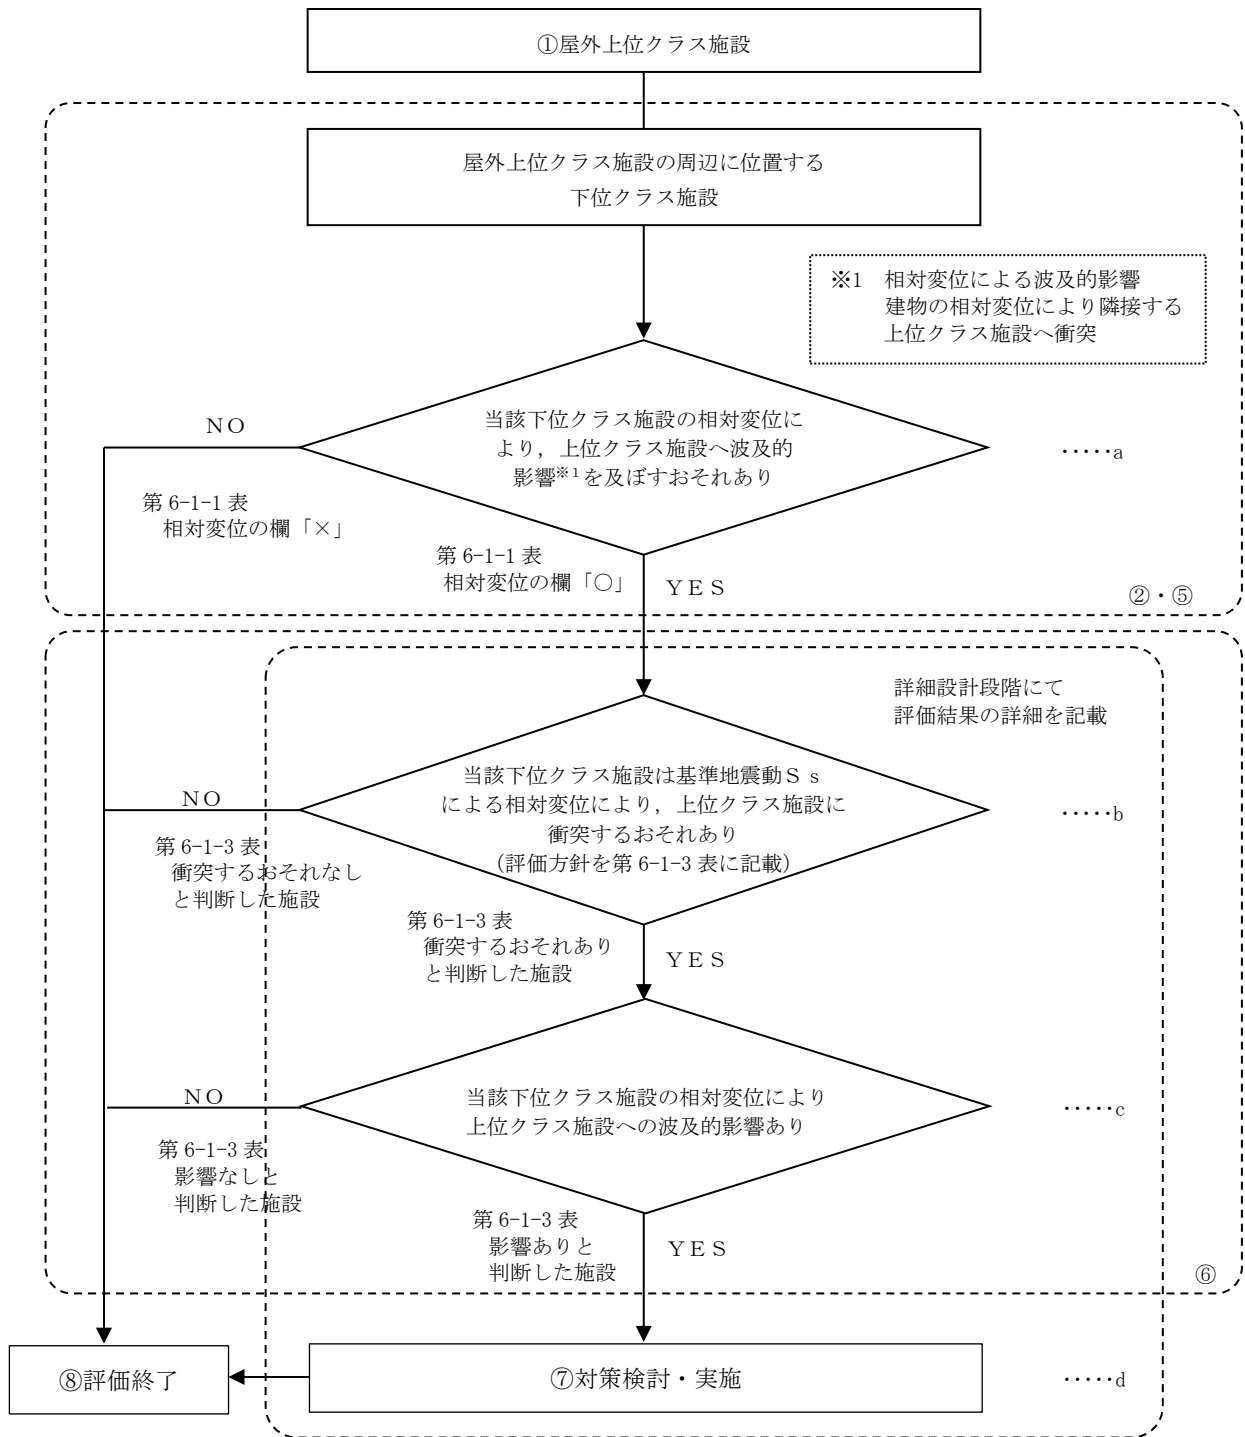 ①屋外上位クラス施設
屋外上位クラス施設の周辺に位置する
下位クラス施設
※1　相対変位による波及的影響
建物の相対変位により隣接する
上位クラス施設へ衝突
当該下位クラス施設の相対変位に
より，上位クラス施設へ波及的
影響※1を及ぼすおそれあり
‥‥‥a
ＮＯ
第 6-1-1 表
相対変位の欄「×」
第 6-1-1 表
相対変位の欄「○」
ＹＥＳ
②・⑤
詳細設計段階にて
評価結果の詳細を記載
当該下位クラス施設は基準地震動Ｓｓ
による相対変位により，上位クラス施設に
衝突するおそれあり
（評価方針を第 6-1-3 表に記載）
‥‥‥b
ＮＯ
第 6-1-3 表
衝突するおそれなし
と判断した施設
第 6-1-3 表
衝突するおそれあり
と判断した施設
ＹＥＳ
当該下位クラス施設の相対変位により
上位クラス施設への波及的影響あり
‥‥‥c
ＮＯ
第 6-1-3 表
影響なしと
判断した施設
第 6-1-3 表
影響ありと
判断した施設
ＹＥＳ
⑥
⑧評価終了
⑦対策検討・実施
‥‥‥d